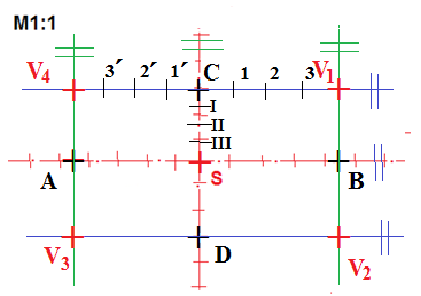 M1:1
V4 3´ 2´ 1´ C 1 2 3 V1
I
II
III
A S B
V3 D V2